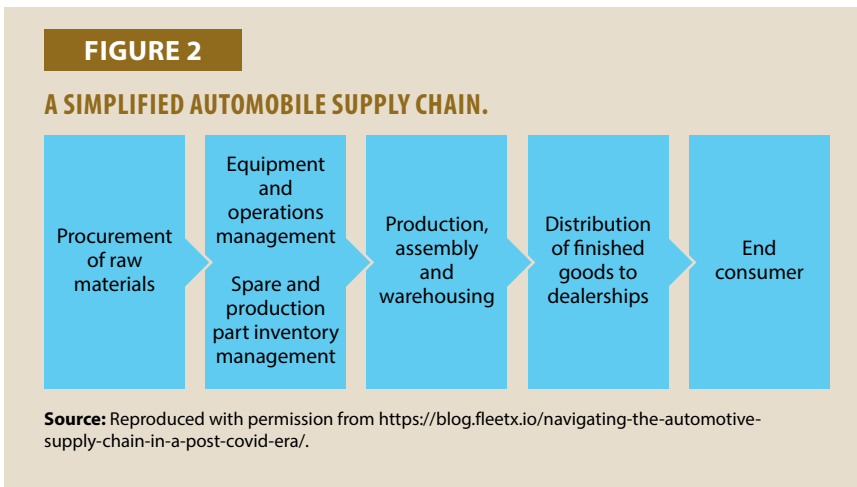 FIGURE 2
A SIMPLIFIED AUTOMOBILE SUPPLY CHAIN.
Procurement
of raw
materials
Equipment
and
operations
management
Spare and
production
part inventory
management
Production,
assembly
and
warehousing
Distribution
of finished
goods to
dealerships
End
consumer
Source: Reproduced with permission from https://blog.fleetx.io/navigating-the-automotive-
supply-chain-in-a-post-covid-era/.